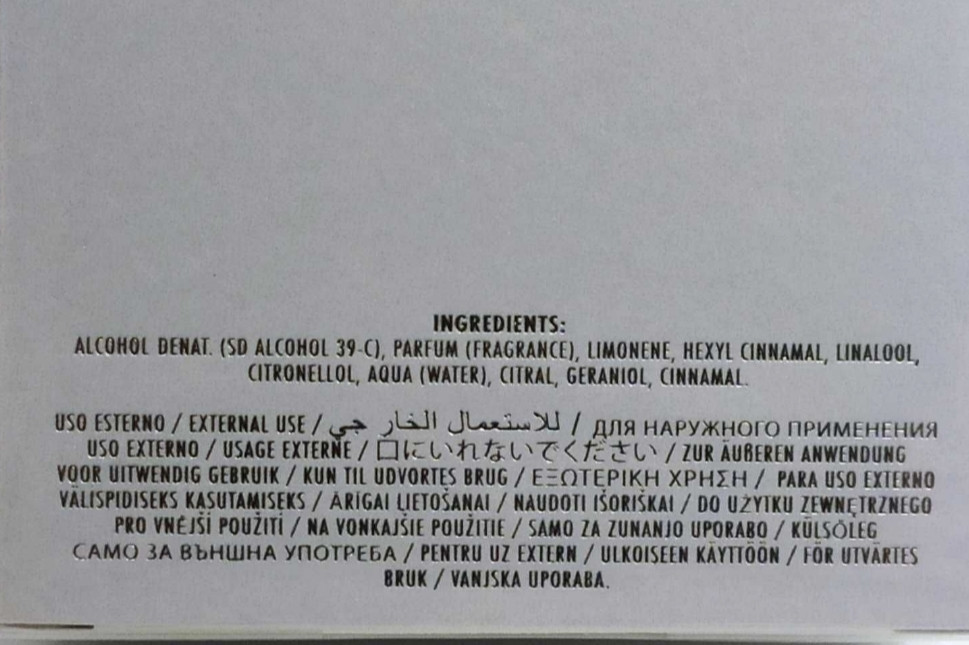 INGREDIENTS:
ALCOHOL DENAT. (SD ALCOHOL 39-C), PARFUM (FRAGRANCE), LIMONENE, HEXYL CINNAMAL, LINALOOL,
CITRONELLOL, AQUA (WATER), CITRAL, GERANIOL, CINNAMAL.
USO ESTERNO / EXTERNAL USE / للاستعمال الخار جي / ДЛЯ НАРУЖНОГО ПРИМЕНЕНИЯ
USO EXTERNO / USAGE EXTERNE / 口にいれないでください / ZUR ÄUßEREN ANWENDUNG
VOOR UITWENDIG GEBRUIK / KUN TIL UDVORTES BRUG / ΕΞΩΤΕΡΙΚΗ ΧΡΗΣΗ / PARA USO EXTERNO
VÄLISPIDISEKS KASUTAMISEKS / ĀRĪGAI LIETOŠANAI / NAUDOTI IŠORIŠKAI / DO UŻYTKU ZEWNĘTRZNEGO
PRO VNĚJŠÍ POUŽITÍ / NA VONKAJŠIE POUŽITIE / SAMO ZA ZUNANJO UPORABO / KÜLSŐLEG
САМО ЗА ВЪНШНА УПОТРЕБА / PENTRU UZ EXTERN / ULKOISEEN KÄYTTÖÖN / FÖR UTVÄRTES
BRUK / VANJSKA UPORABA.